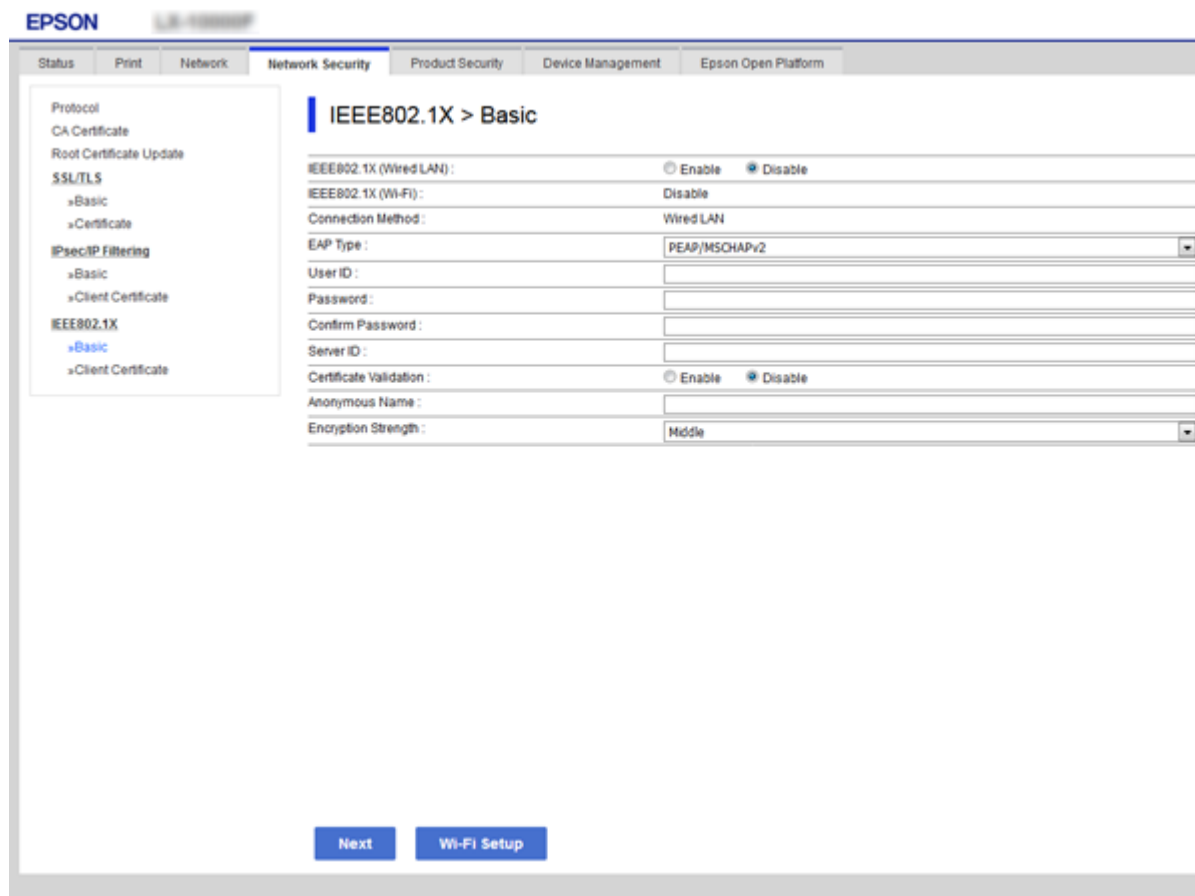 EPSON
Status Print Network Network Security Product Security Device Management Epson Open Platform
Protocol
CA Certificate
Root Certificate Update
SSL/TLS
»Basic
»Certificate
IPsec/IP Filtering
»Basic
»Client Certificate
IEEE802.1X
»Basic
»Client Certificate
IEEE802.1X > Basic
IEEE802.1X (Wired LAN) : Enable Disable
IEEE802.1X (Wi-Fi) : Disable
Connection Method : Wired LAN
EAP Type : PEAP/MSCHAPv2
User ID :
Password :
Confirm Password :
Server ID :
Certificate Validation : Enable Disable
Anonymous Name :
Encryption Strength : Middle
Next Wi-Fi Setup